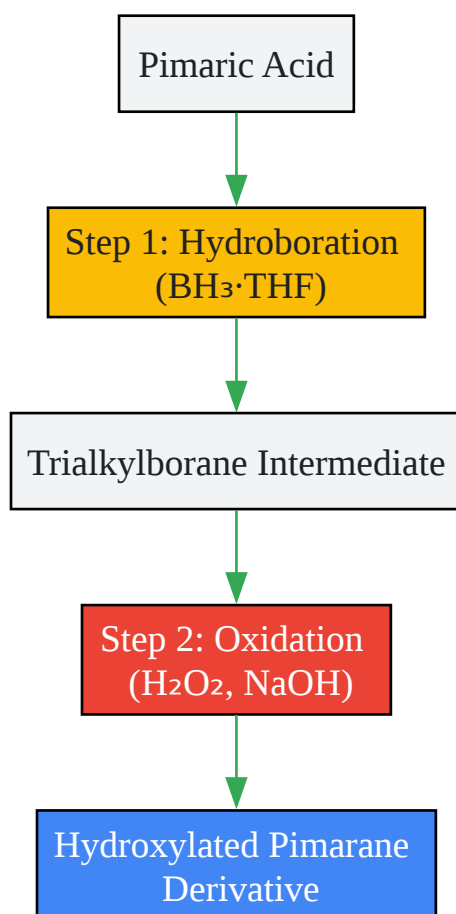 Pimaric Acid
Step 1: Hydroboration
(BH₃·THF)
Trialkylborane Intermediate
Step 2: Oxidation
(H₂O₂, NaOH)
Hydroxylated Pimarane
Derivative